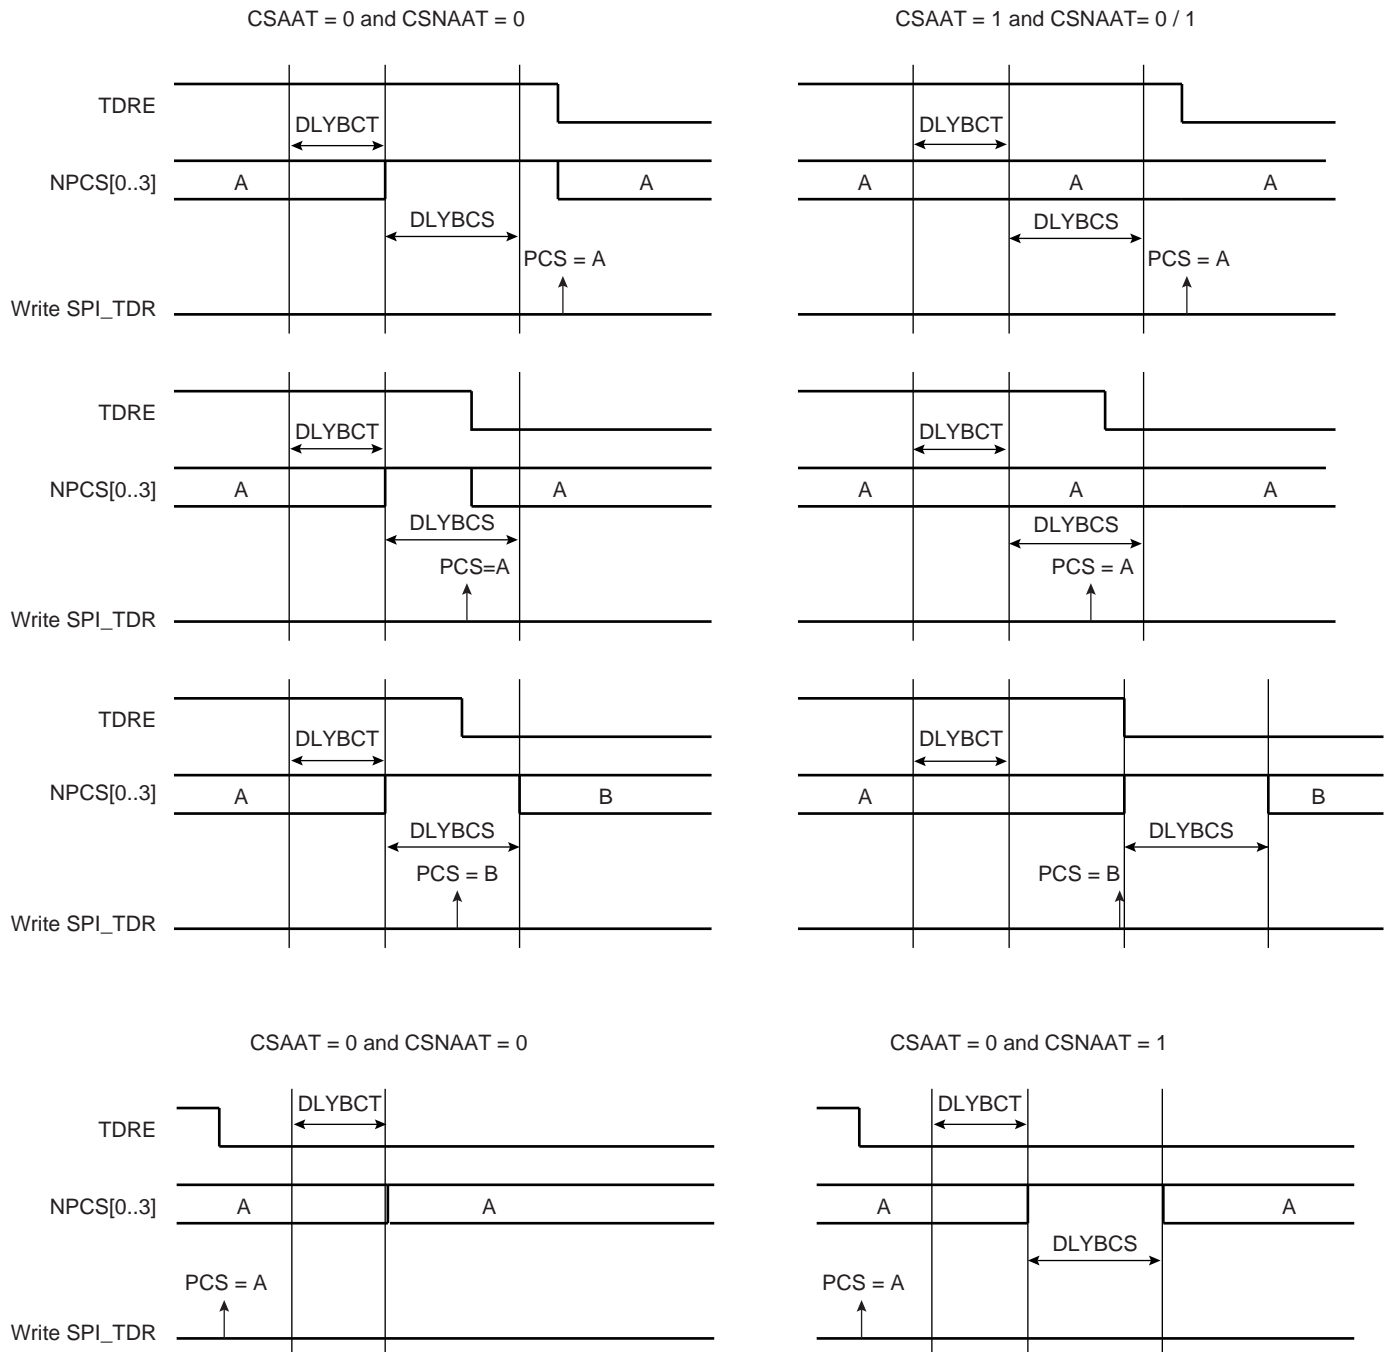 CSAAT = 0 and CSNAAT = 0
CSAAT = 1 and CSNAAT= 0 / 1
TDRE
DLYBCT
DLYBCT
NPCS[0..3]
A
A
A
A
A
DLYBCS
DLYBCS
PCS = A
PCS = A
Write SPI_TDR
TDRE
DLYBCT
DLYBCT
NPCS[0..3]
A
A
A
A
A
DLYBCS
DLYBCS
PCS=A
PCS = A
Write SPI_TDR
TDRE
DLYBCT
DLYBCT
NPCS[0..3]
A
B
A
B
DLYBCS
DLYBCS
PCS = B
PCS = B
Write SPI_TDR
CSAAT = 0 and CSNAAT = 0
CSAAT = 0 and CSNAAT = 1
DLYBCT
DLYBCT
TDRE
NPCS[0..3]
A
A
A
A
DLYBCS
PCS = A
PCS = A
Write SPI_TDR